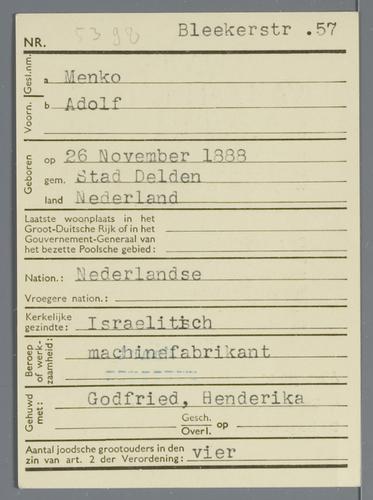 5398 Bleekerstr .57
NR.
Gesl.nm. a Menko
Voorn. b Adolf
Geboren op 26 November 1888
gem. Stad Delden
land Nederland
Laatste woonplaats in het
Groot-Duitsche Rijk of in het
Gouvernement-Generaal van
het bezette Poolsche gebied:
Nation.: Nederlandse
Vroegere nation.:
Kerkelijke
gezindte: Israelitisch
Beroep
of werk-
zaamheid: machinefabrikant
Gehuwd
met: Godfried, Henderika
Gesch.
Overl. op
Aantal joodsche grootouders in den
zin van art. 2 der Verordening: vier